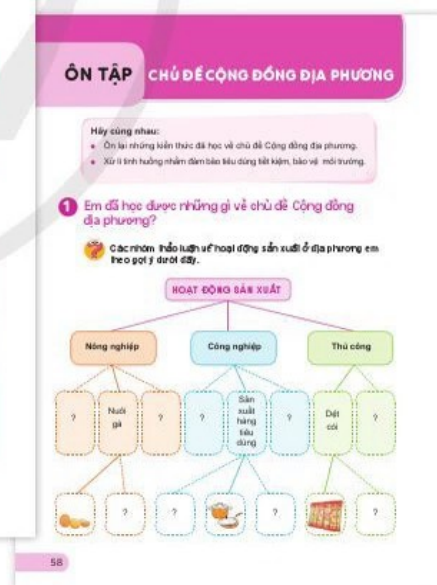 ÔN TẬP
CHỦ ĐỀ CỘNG ĐỒNG ĐỊA PHƯƠNG
Hãy cùng nhau:
• Ôn lại những kiến thức đã học về chủ đề Cộng đồng địa phương.
• Xử lí tình huống nhằm đảm bảo tiêu dùng tiết kiệm, bảo vệ môi trường.
1 Em đã học được những gì về chủ đề Cộng đồng
địa phương?
Các nhóm thảo luận về hoạt động sản xuất ở địa phương em
theo gợi ý dưới đây.
HOẠT ĐỘNG SẢN XUẤT
Nông nghiệp
Công nghiệp
Thủ công
?
Nuôi
gà
?
?
Sản
xuất
hàng
tiêu
dùng
?
Dệt
cói
?
?
?
?
?
58